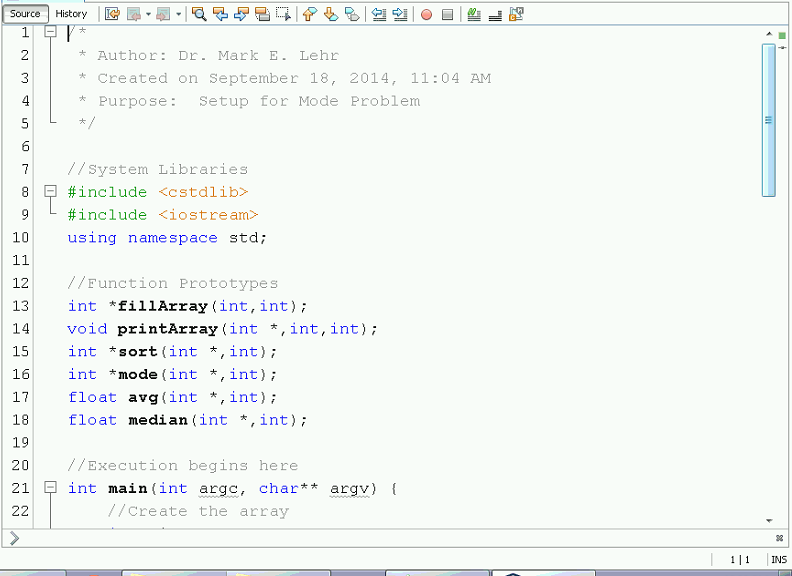 Source History
1 /*
2 * Author: Dr. Mark E. Lehr
3 * Created on September 18, 2014, 11:04 AM
4 * Purpose:  Setup for Mode Problem
5 */
6
7 //System Libraries
8 #include <cstdlib>
9 #include <iostream>
10 using namespace std;
11
12 //Function Prototypes
13 int *fillArray(int,int);
14 void printArray(int *,int,int);
15 int *sort(int *,int);
16 int *mode(int *,int);
17 float avg(int *,int);
18 float median(int *,int);
19
20 //Execution begins here
21 int main(int argc, char** argv) {
22 //Create the array
1|1 INS